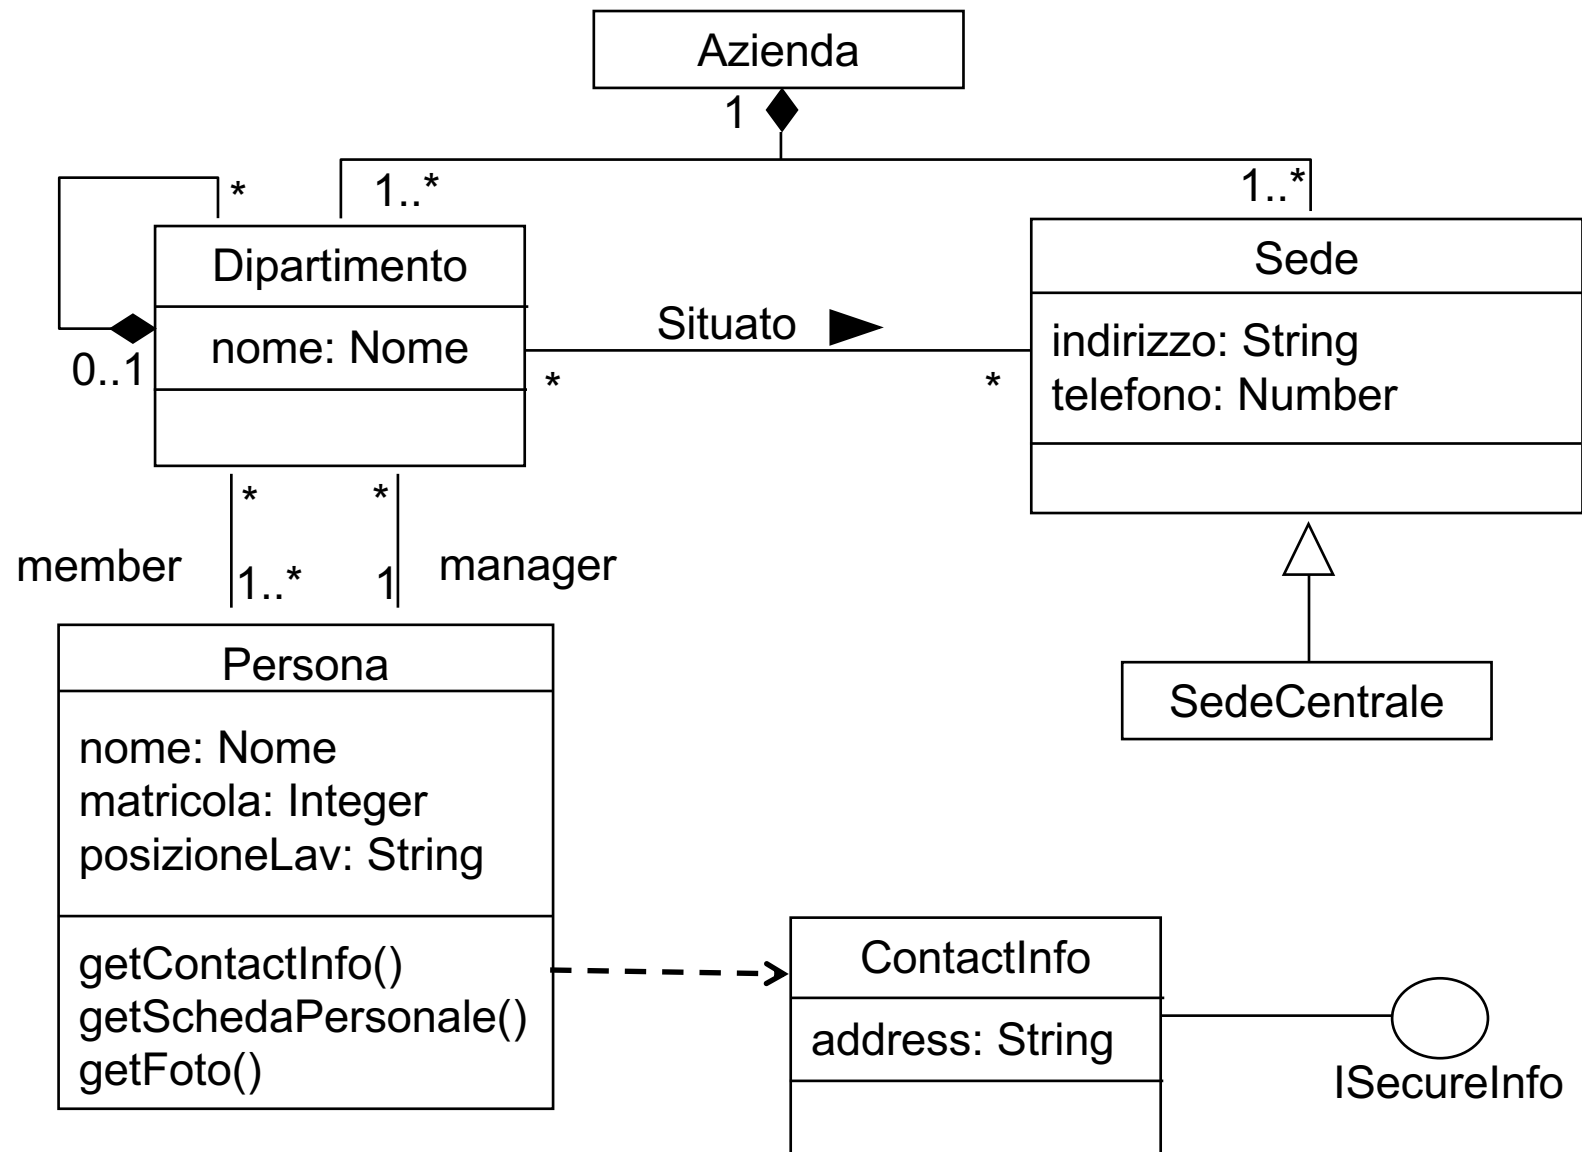 Azienda
1
*
1..*
1..*
Dipartimento
nome: Nome
0..1
Situato
*
*
Sede
indirizzo: String
telefono: Number
*
*
member
1..*
1
manager
Persona
nome: Nome
matricola: Integer
posizioneLav: String
getContactInfo()
getSchedaPersonale()
getFoto()
SedeCentrale
ContactInfo
address: String
ISecureInfo